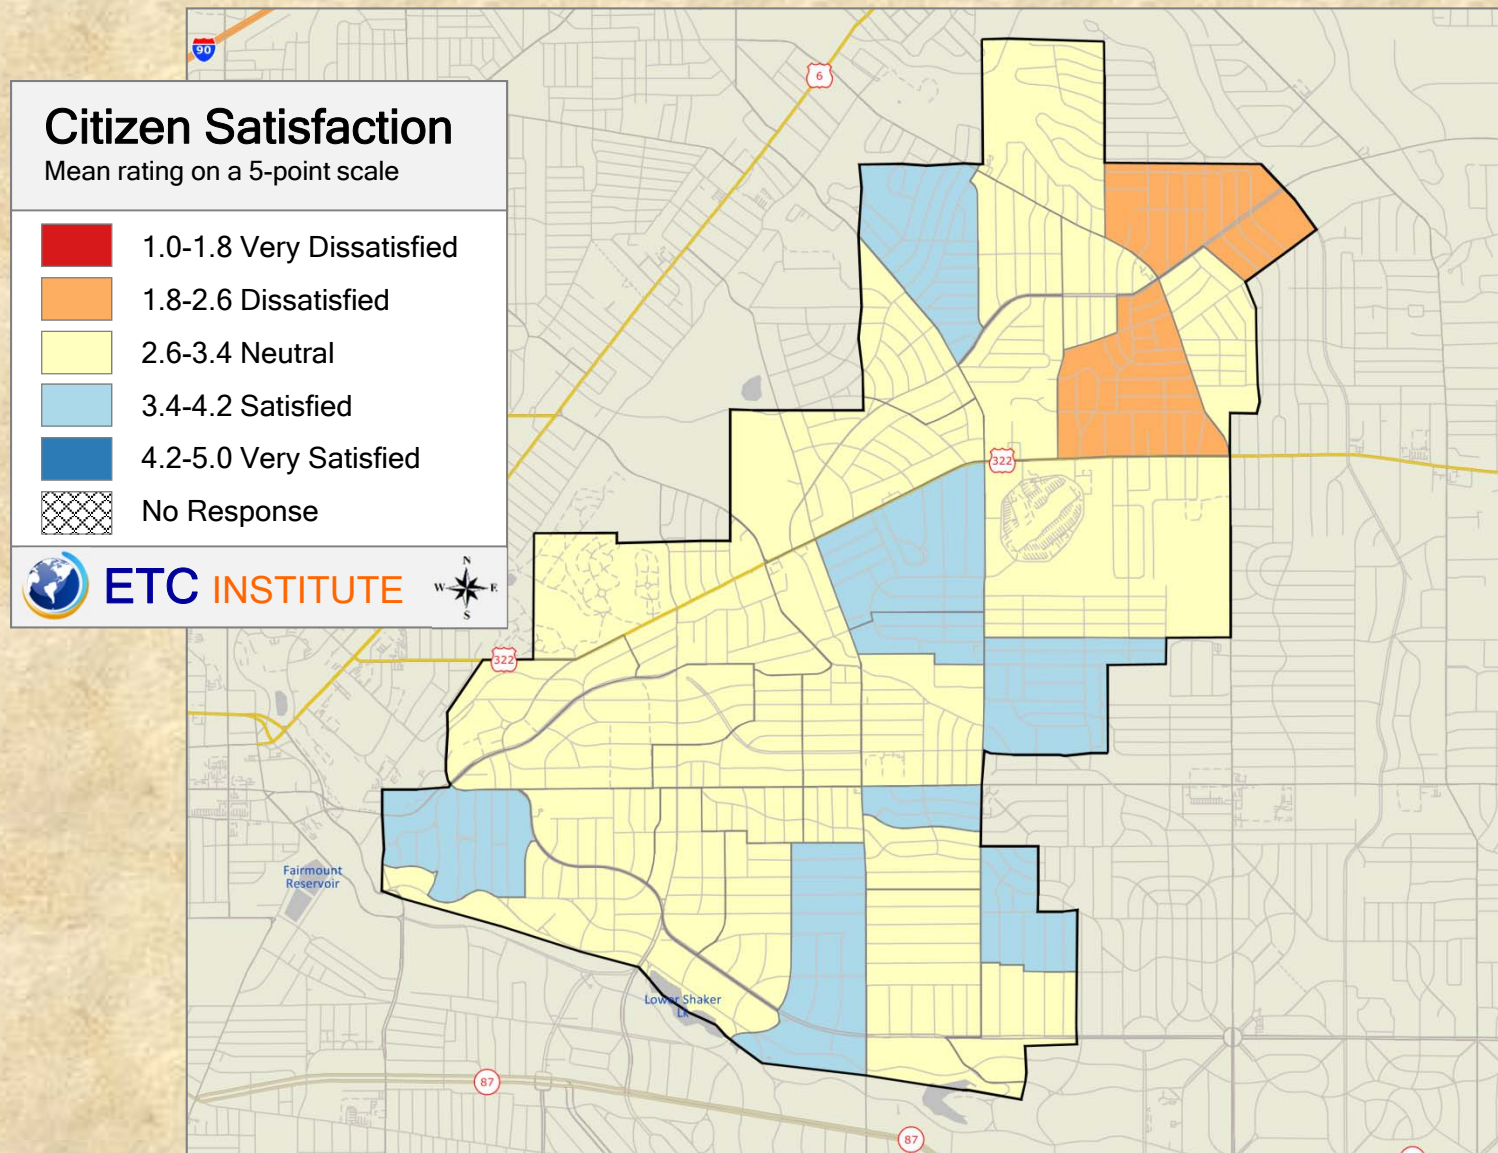 90
6
Citizen Satisfaction
Mean rating on a 5-point scale
1.0-1.8 Very Dissatisfied
1.8-2.6 Dissatisfied
2.6-3.4 Neutral
3.4-4.2 Satisfied
4.2-5.0 Very Satisfied
No Response
ETC INSTITUTE
N
W
E
S
322
322
Fairmount
Reservoir
Lower Shaker
Lk
87
87